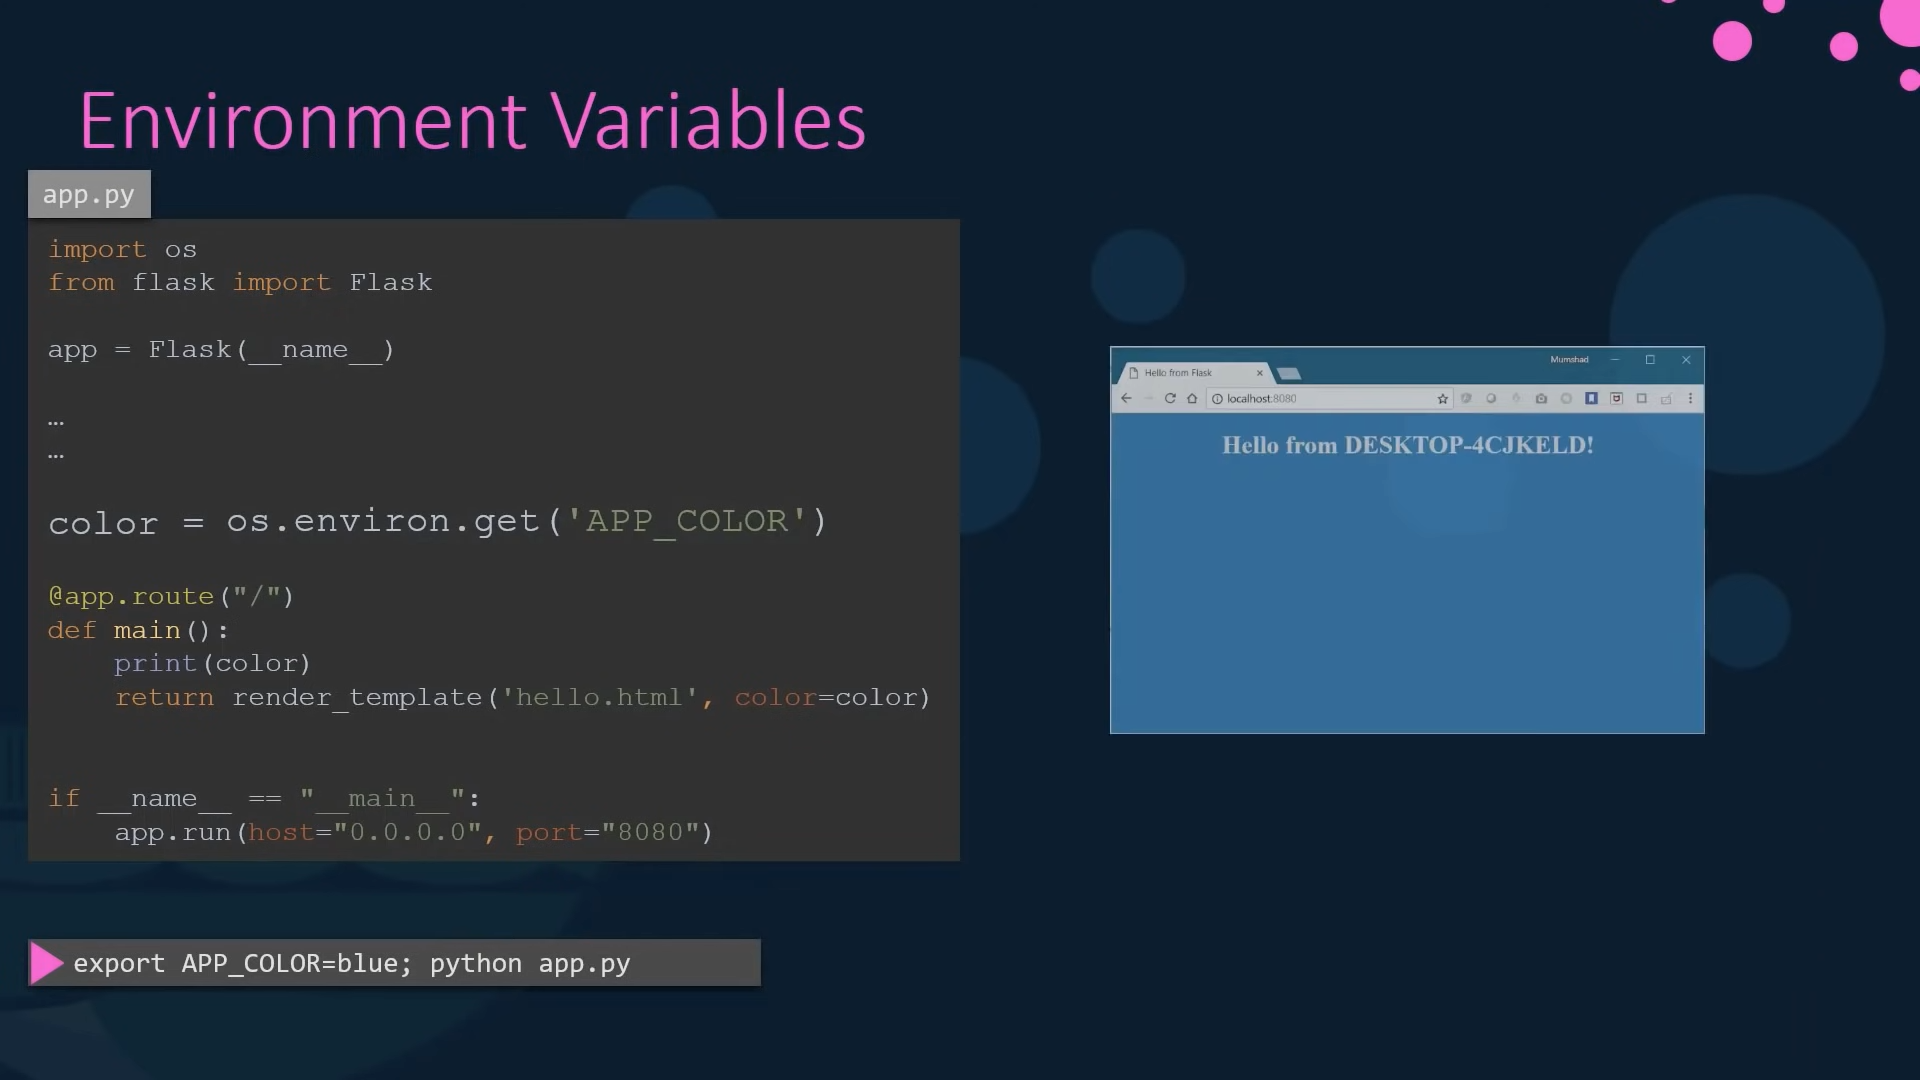 Environment Variables
app.py
import os
from flask import Flask
app = Flask(__name__)
…
…
color = os.environ.get('APP_COLOR')
@app.route("/")
def main():
    print(color)
    return render_template('hello.html', color=color)
if __name__ == "__main__":
    app.run(host="0.0.0.0", port="8080")
export APP_COLOR=blue; python app.py
Mumshad
Hello from Flask
localhost:8080
Hello from DESKTOP-4CJKELD!